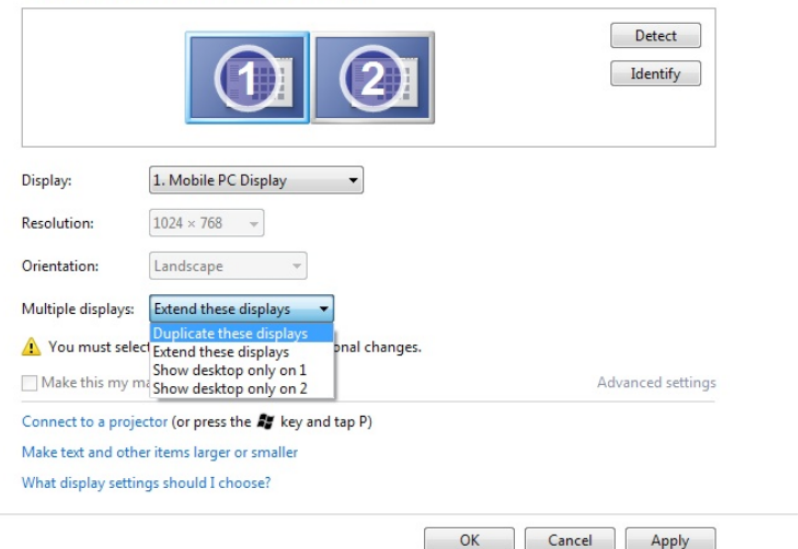 1 2
Detect
Identify
Display: 1. Mobile PC Display
Resolution: 1024 × 768
Orientation: Landscape
Multiple displays: Extend these displays
Duplicate these displays
You must selec onal changes.
Extend these displays
Show desktop only on 1
Make this my ma Advanced settings
Show desktop only on 2
Connect to a projector (or press the key and tap P)
Make text and other items larger or smaller
What display settings should I choose?
OK Cancel Apply